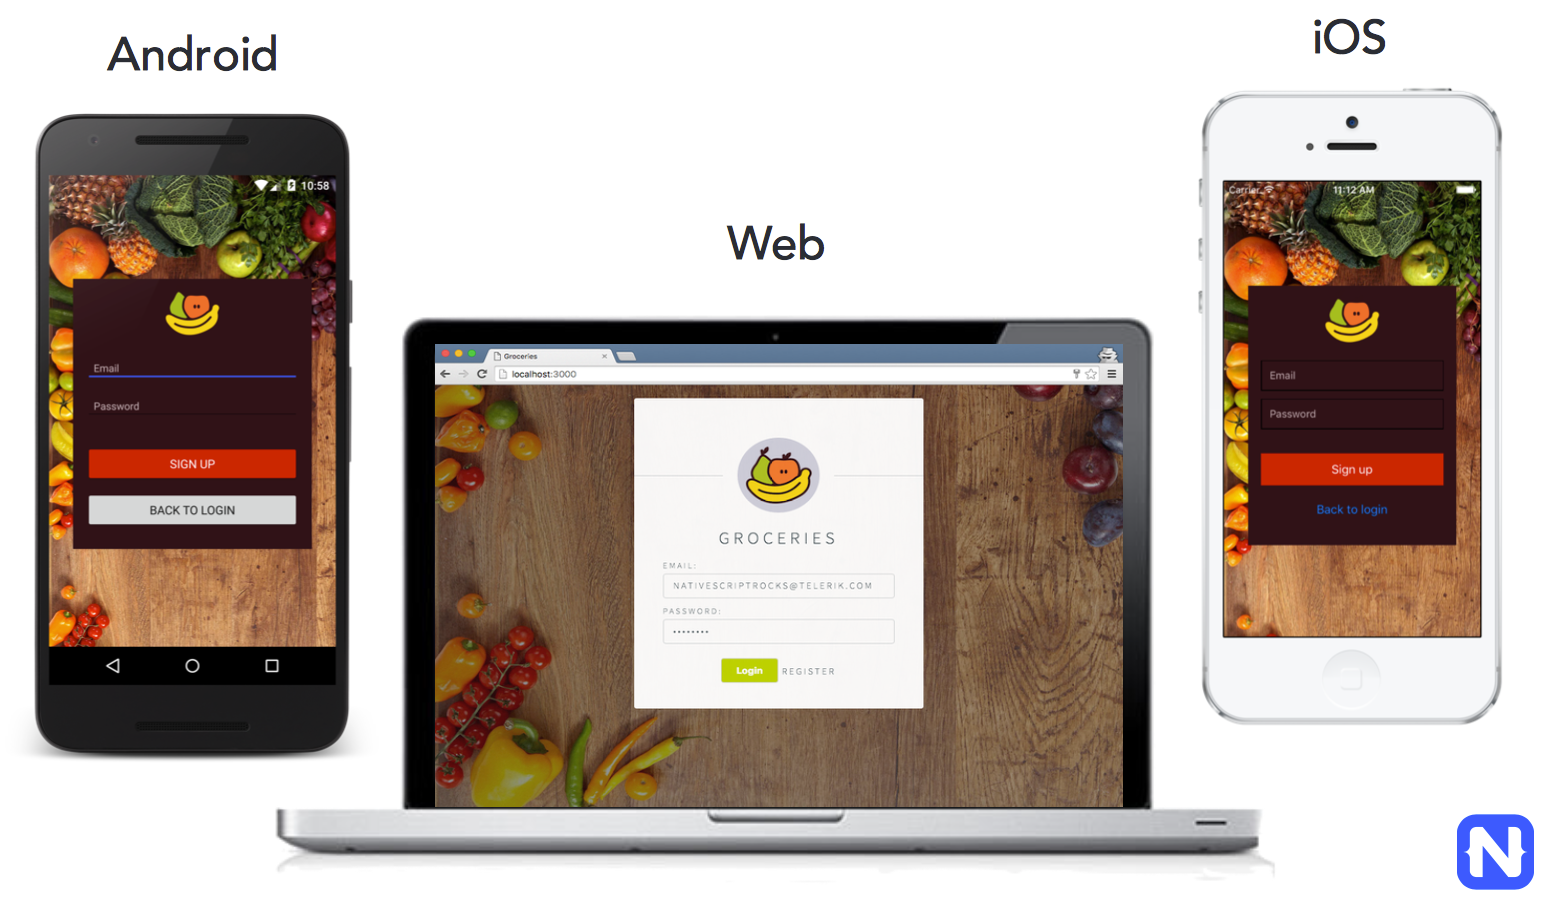 Android
10:58
Email
Password
SIGN UP
BACK TO LOGIN
Web
Groceries
localhost:3000
GROCERIES
EMAIL:
NATIVESCRIPTROCKS@TELERIK.COM
PASSWORD:
••••••••
Login REGISTER
iOS
Carrier 11:12 AM
Email
Password
Sign up
Back to login
N